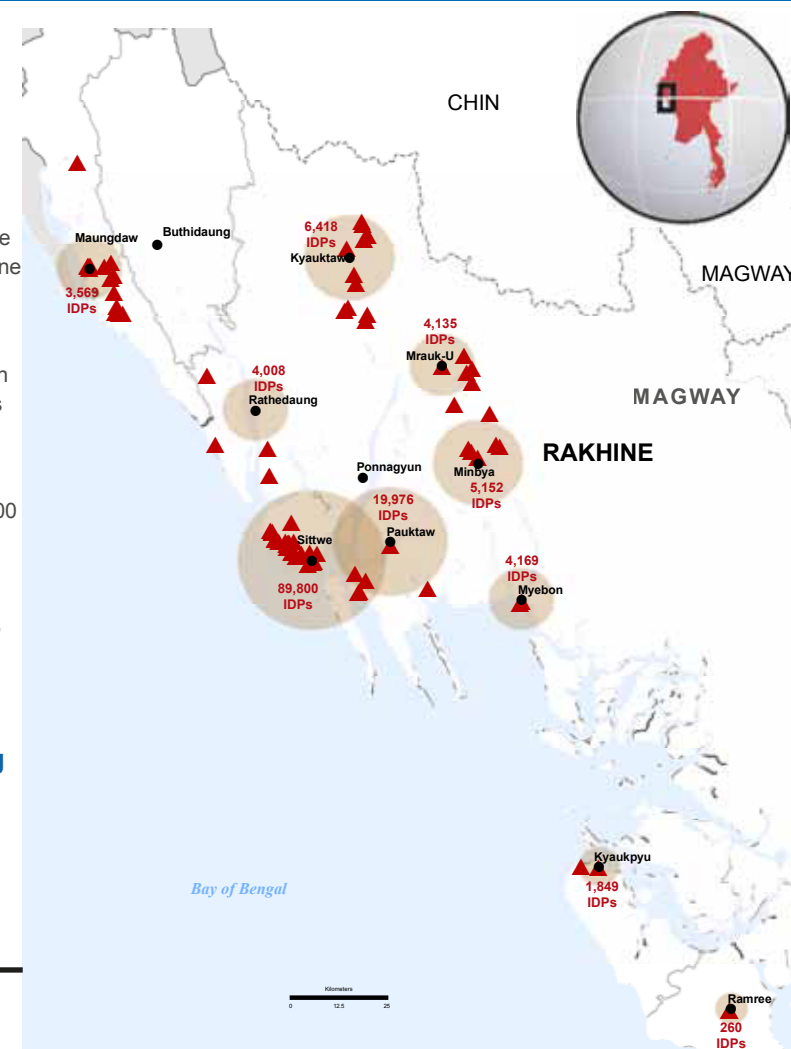 CHIN
e
ne
Buthidaung
Maungdaw
6,418
IDPs
Kyauktaw
MAGWAY
3,569
IDPs
4,135
IDPs
Mrauk-U
n
s
4,008
IDPs
Rathedaung
MAGWAY
RAKHINE
Ponnagyun
Minbya
5,152
IDPs
19,976
IDPs
00
Pauktaw
Sittwe
4,169
IDPs
Myebon
89,800
IDPs
g
Kyaukpyu
1,849
IDPs
Bay of Bengal
Kilometers
0 12.5 25
Ramree
260
IDPs